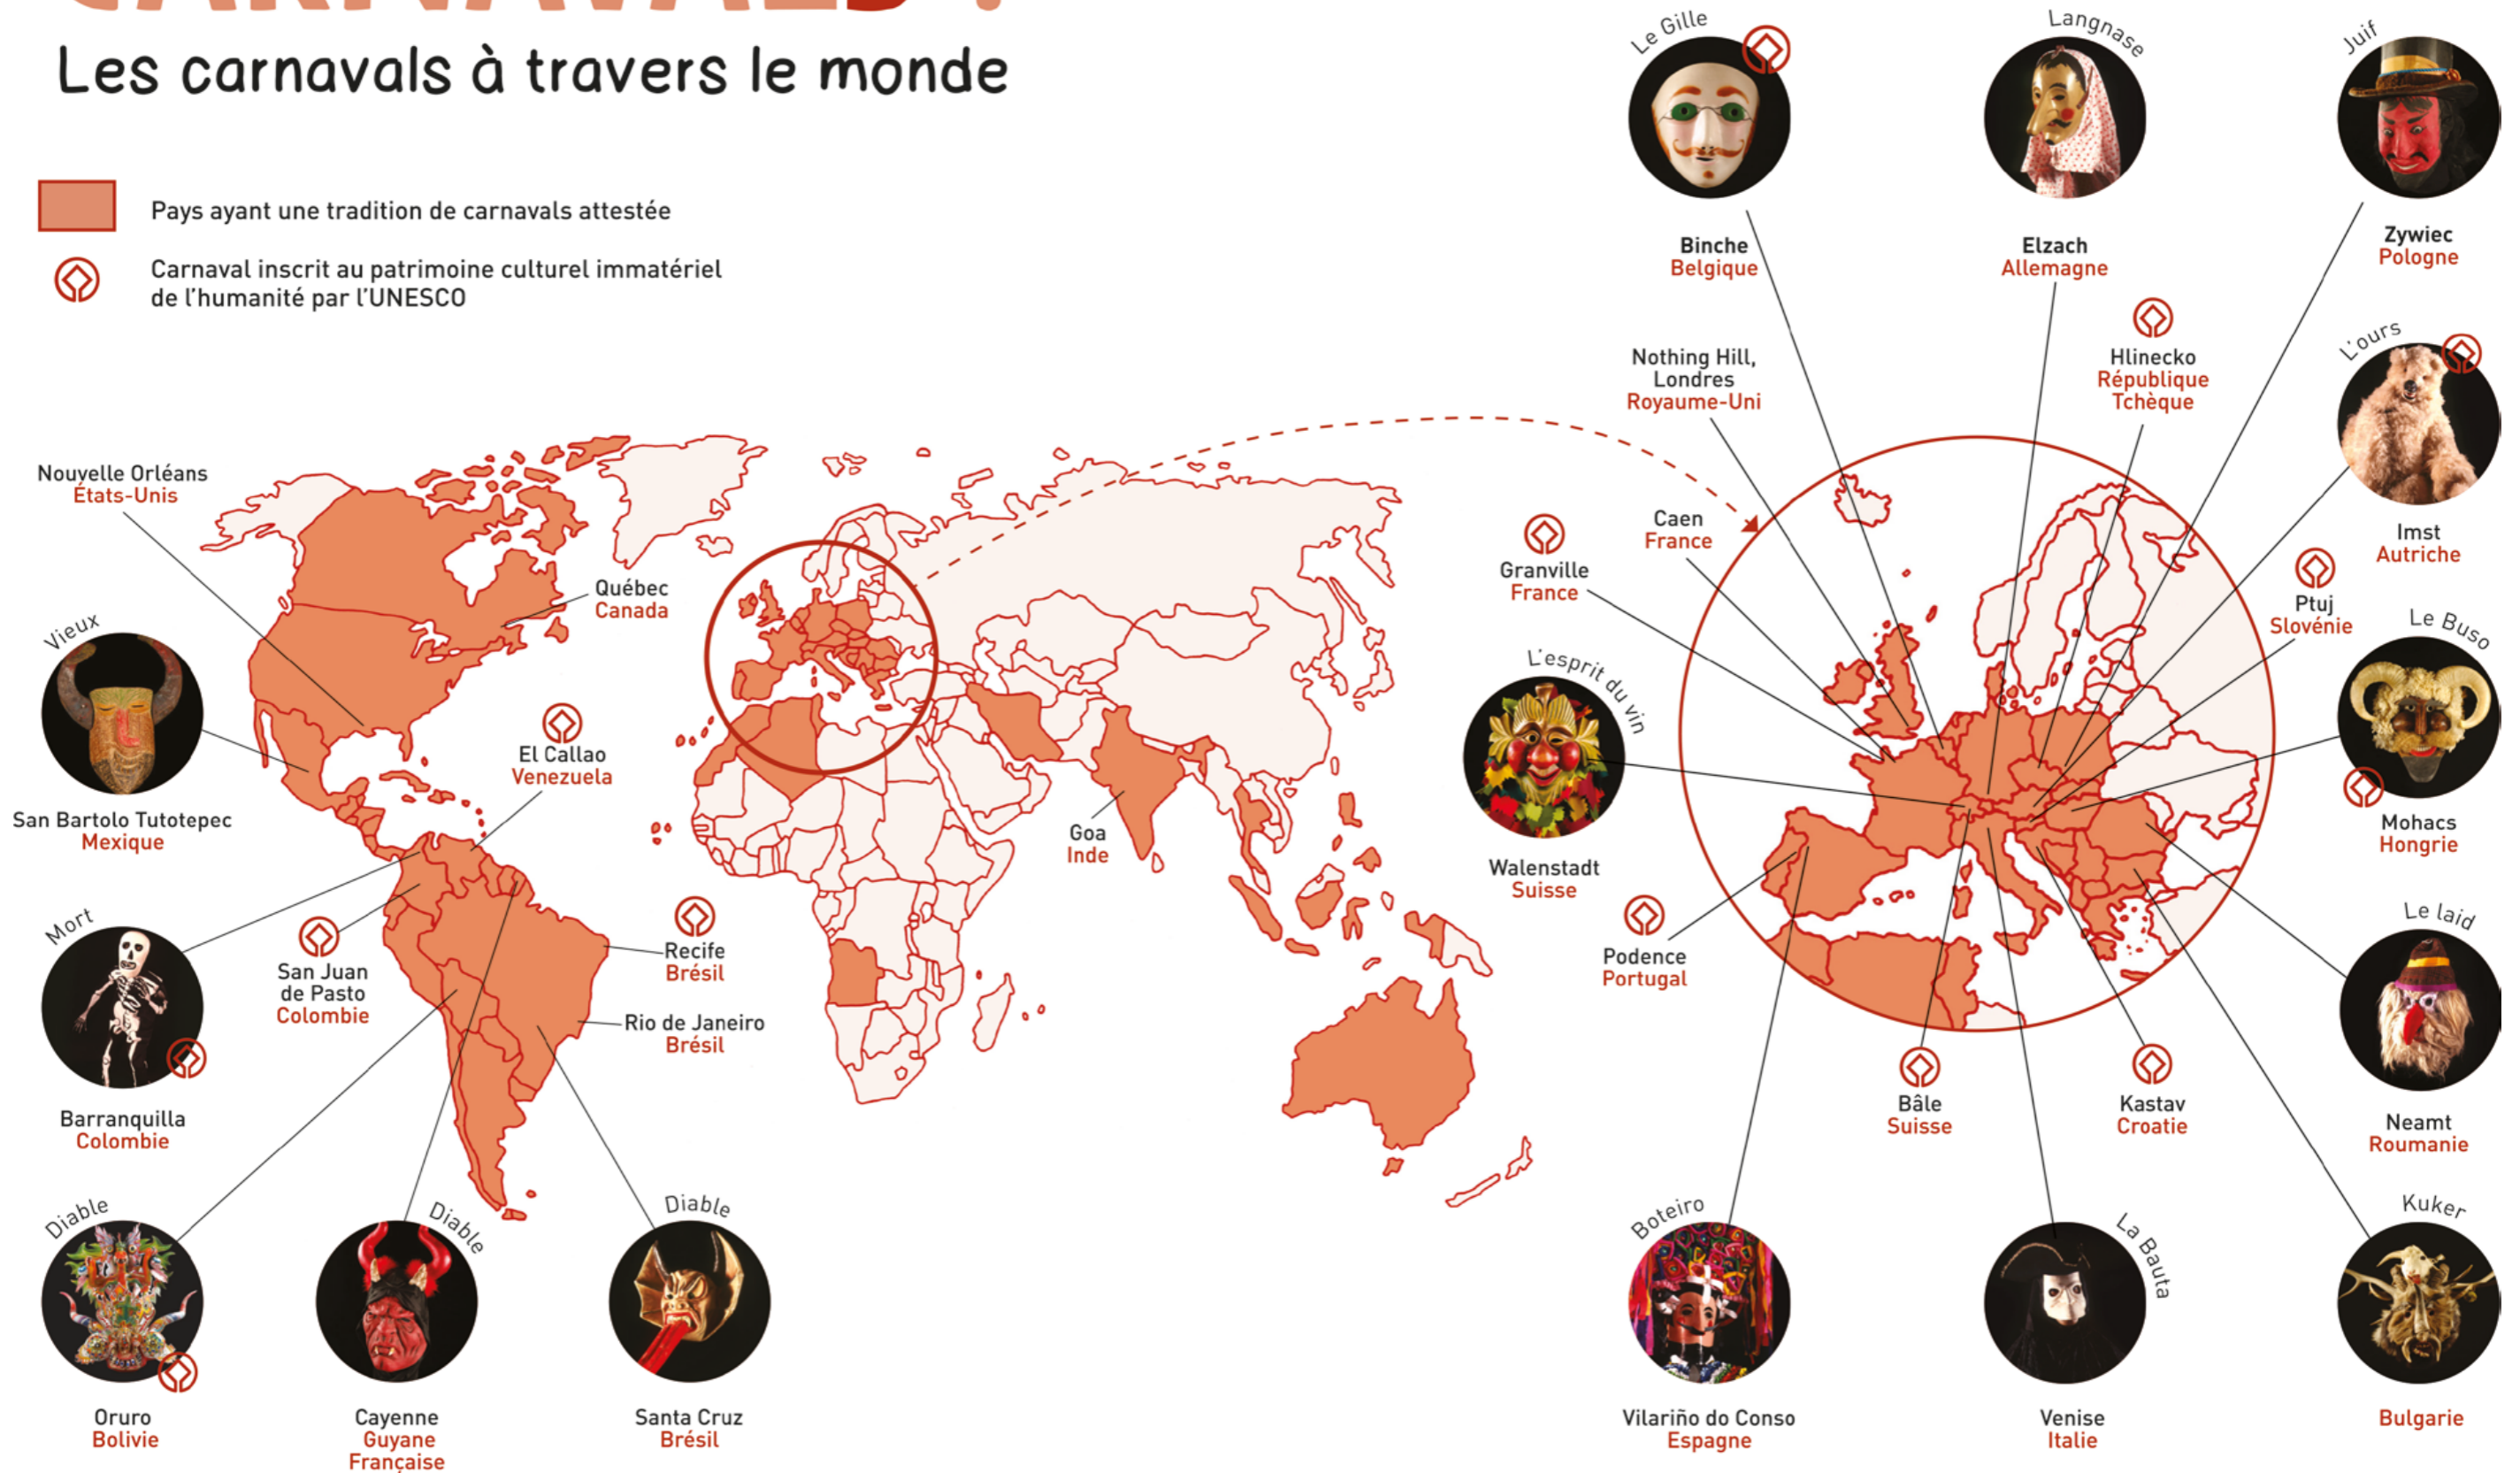 CARNAVALS !
Les carnavals à travers le monde
Pays ayant une tradition de carnavals attestée
Carnaval inscrit au patrimoine culturel immatériel
de l'humanité par l'UNESCO
Nouvelle Orléans
États-Unis
Québec
Canada
Vieux
San Bartolo Tutotepec
Mexique
El Callao
Venezuela
Mort
Barranquilla
Colombie
San Juan
de Pasto
Colombie
Recife
Brésil
Rio de Janeiro
Brésil
Diable
Oruro
Bolivie
Diable
Cayenne
Guyane
Française
Diable
Santa Cruz
Brésil
Goa
Inde
Le Gille
Binche
Belgique
Langnase
Elzach
Allemagne
Juif
Zywiec
Pologne
Nothing Hill,
Londres
Royaume-Uni
Hlinecko
République
Tchèque
L'ours
Imst
Autriche
Granville
France
Caen
France
Ptuj
Slovénie
L'esprit du vin
Walenstadt
Suisse
Le Buso
Mohacs
Hongrie
Podence
Portugal
Bâle
Suisse
Kastav
Croatie
Le laid
Neamt
Roumanie
Boteiro
Vilariño do Conso
Espagne
La Bauta
Venise
Italie
Kuker
Bulgarie